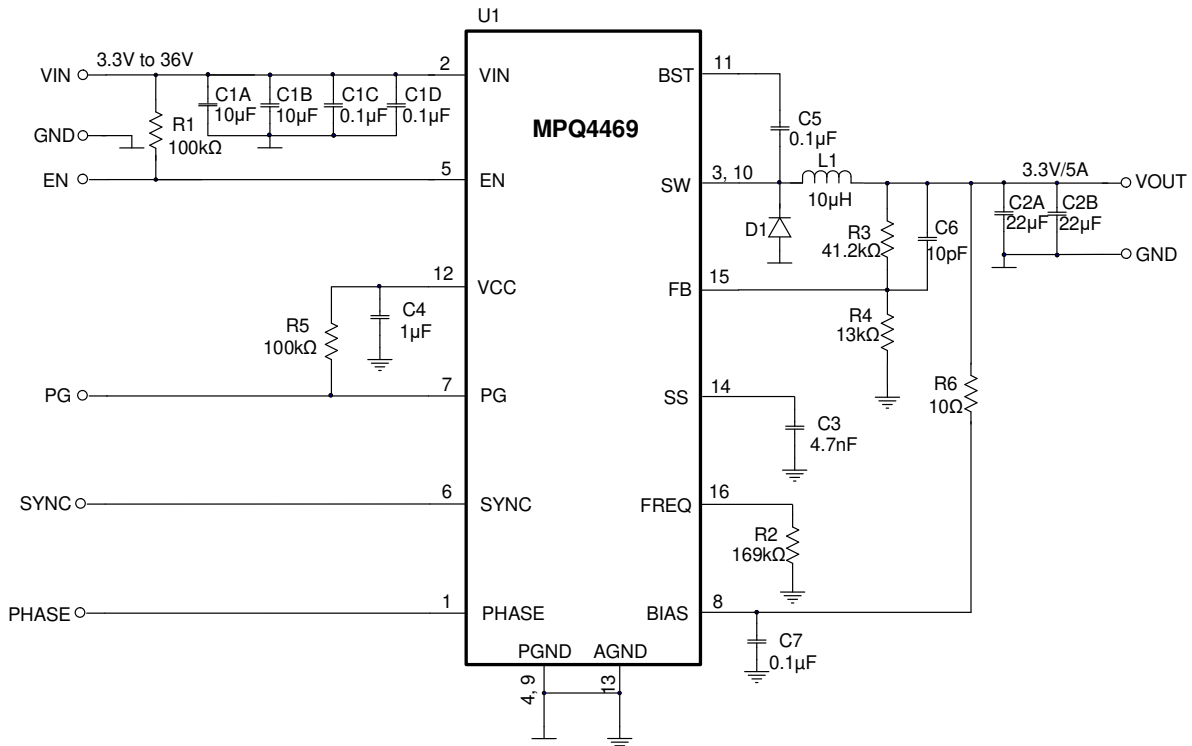 U1
MPQ4469
VIN
3.3V to 36V
2
VIN
GND
R1
100kΩ
C1A
10µF
C1B
10µF
C1C
0.1µF
C1D
0.1µF
EN
5
EN
12
VCC
R5
100kΩ
C4
1µF
PG
7
PG
SYNC
6
SYNC
PHASE
1
PHASE
PGND
AGND
4, 9
13
BST
11
C5
0.1µF
SW
3, 10
L1
10µH
D1
3.3V/5A
VOUT
R3
41.2kΩ
C6
10pF
C2A
22µF
C2B
22µF
GND
FB
15
R4
13kΩ
R6
10Ω
SS
14
C3
4.7nF
FREQ
16
R2
169kΩ
BIAS
8
C7
0.1µF